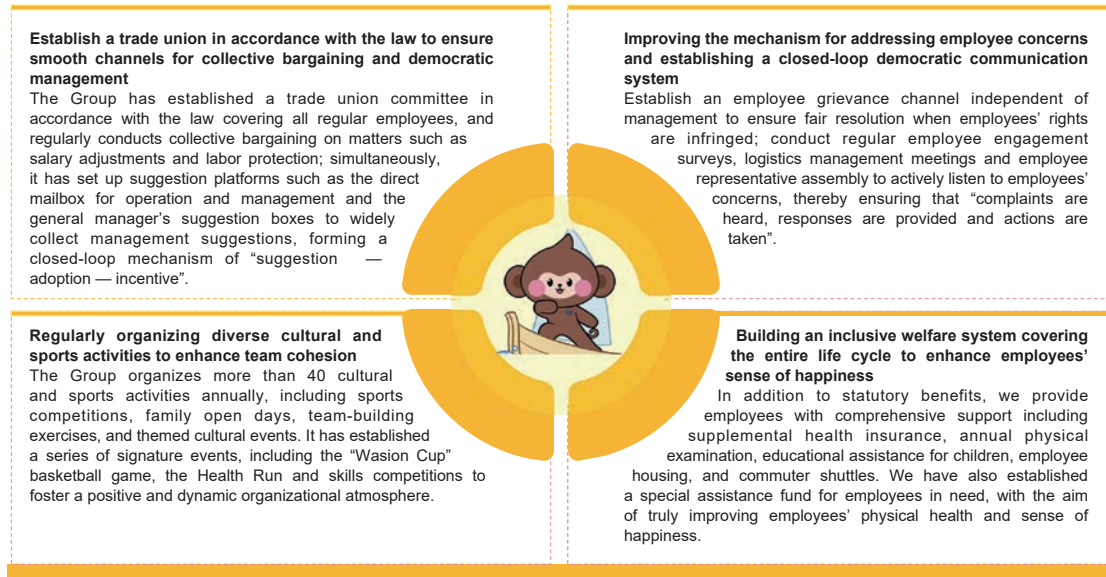 Establish a trade union in accordance with the law to ensure
smooth channels for collective bargaining and democratic
management
The Group has established a trade union committee in
accordance with the law covering all regular employees, and
regularly conducts collective bargaining on matters such as
salary adjustments and labor protection; simultaneously,
it has set up suggestion platforms such as the direct
mailbox for operation and management and the
general manager’s suggestion boxes to widely
collect management suggestions, forming a
closed-loop mechanism of “suggestion —
adoption — incentive”.
Improving the mechanism for addressing employee concerns
and establishing a closed-loop democratic communication
system
Establish an employee grievance channel independent of
management to ensure fair resolution when employees’ rights
are infringed; conduct regular employee engagement
surveys, logistics management meetings and employee
representative assembly to actively listen to employees’
concerns, thereby ensuring that “complaints are
heard, responses are provided and actions are
taken”.
Regularly organizing diverse cultural and
sports activities to enhance team cohesion
The Group organizes more than 40 cultural
and sports activities annually, including sports
competitions, family open days, team-building
exercises, and themed cultural events. It has established
a series of signature events, including the “Wasion Cup”
basketball game, the Health Run and skills competitions to
foster a positive and dynamic organizational atmosphere.
Building an inclusive welfare system covering
the entire life cycle to enhance employees’
sense of happiness
In addition to statutory benefits, we provide
employees with comprehensive support including
supplemental health insurance, annual physical
examination, educational assistance for children, employee
housing, and commuter shuttles. We have also established
a special assistance fund for employees in need, with the aim
of truly improving employees’ physical health and sense of
happiness.